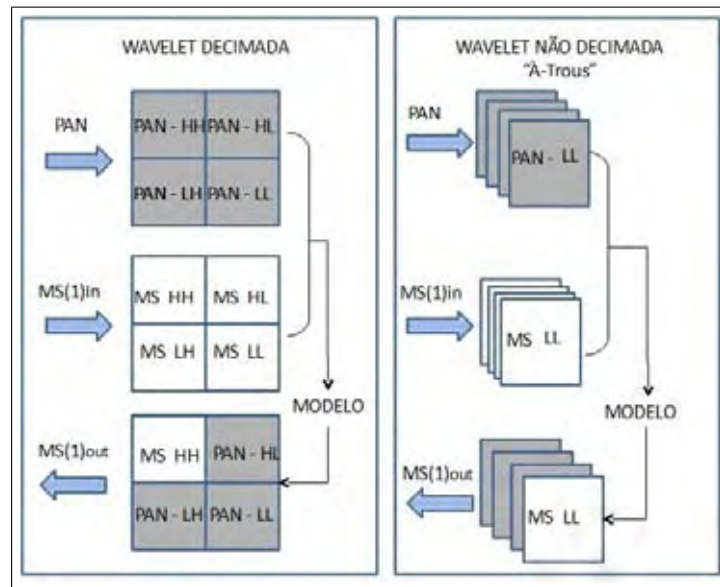 WAVELET DECIMADA
PAN
PAN - HH PAN - HL
PAN - LH PAN - LL
MS(1)in
MS HH MS HL
MS LH MS LL
MODELO
MS(1)out
MS HH PAN - HL
PAN - LH PAN - LL
WAVELET NÃO DECIMADA
"À-Trous"
PAN
PAN - LL
MS(1)in
MS LL
MODELO
MS(1)out
MS LL